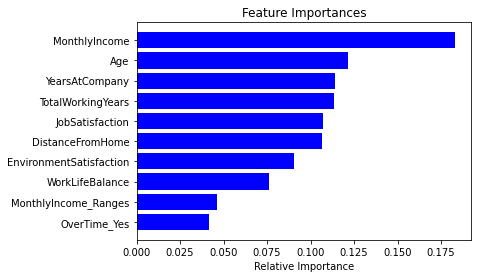 Feature Importances
MonthlyIncome
Age
YearsAtCompany
TotalWorkingYears
JobSatisfaction
DistanceFromHome
EnvironmentSatisfaction
WorkLifeBalance
MonthlyIncome_Ranges
OverTime_Yes
0.000 0.025 0.050 0.075 0.100 0.125 0.150 0.175
Relative Importance